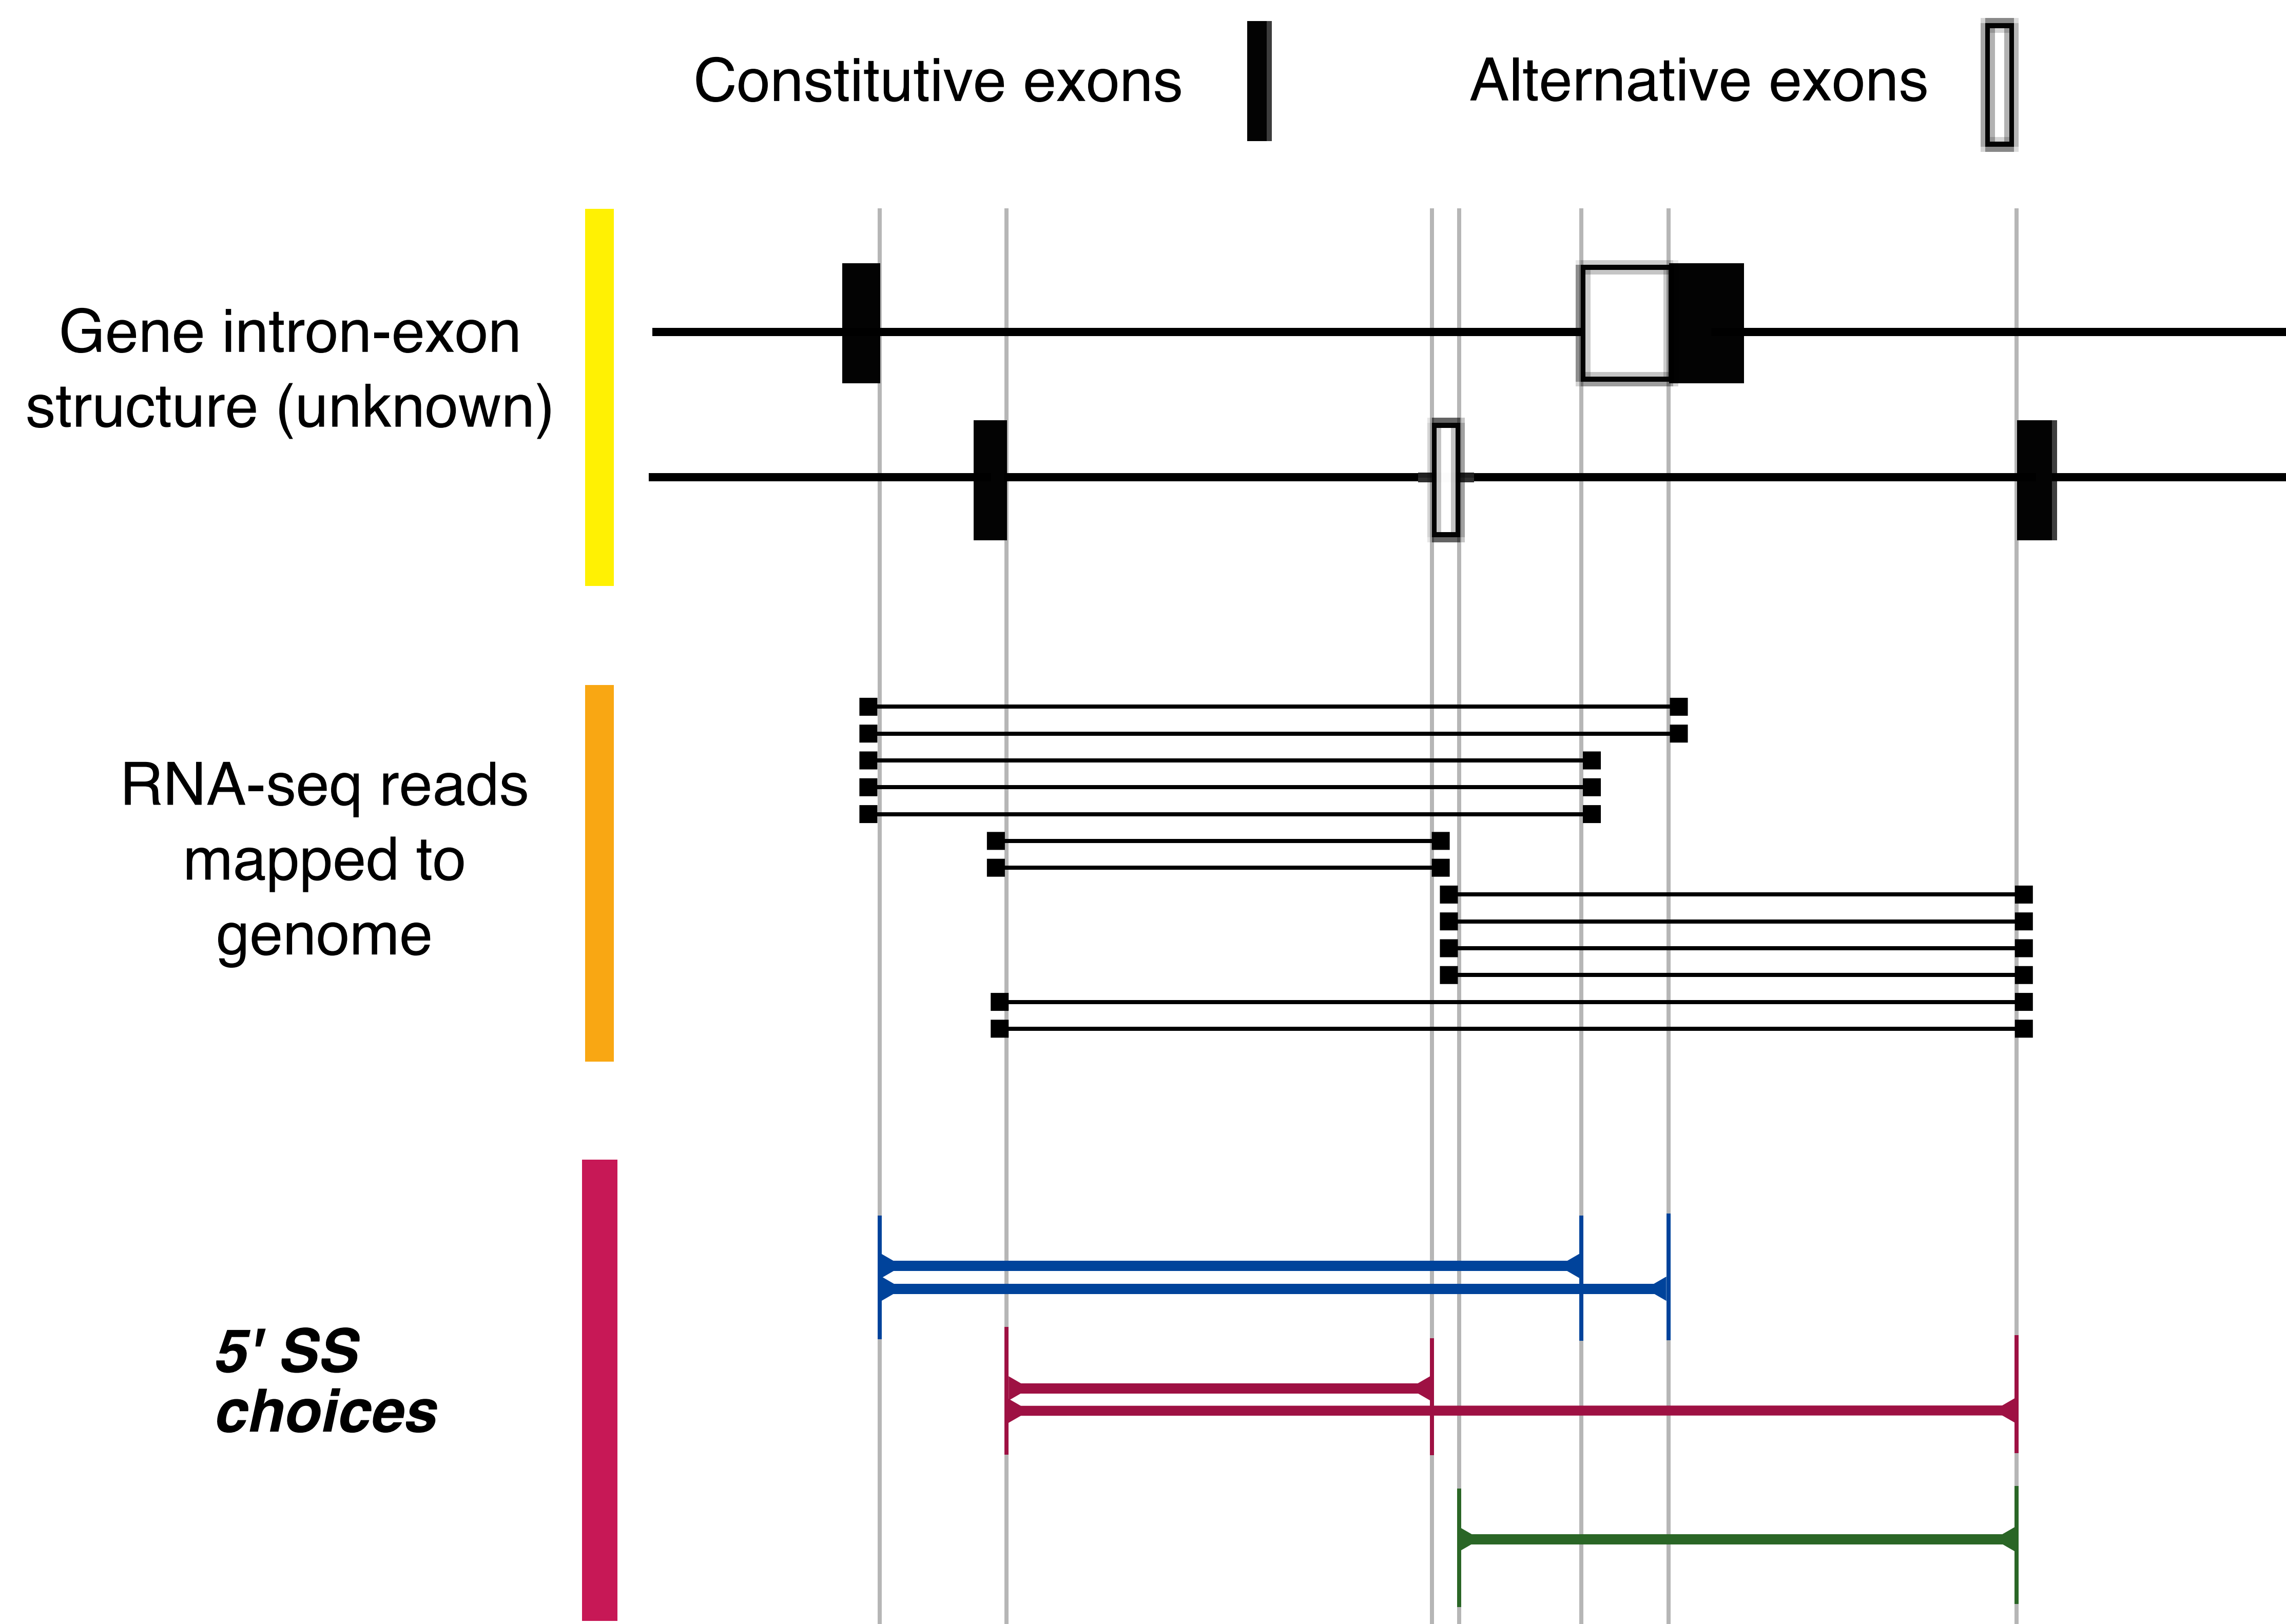 Constitutive exons
Alternative exons
Gene intron-exon
structure (unknown)
RNA-seq reads
mapped to
genome
5' SS
choices